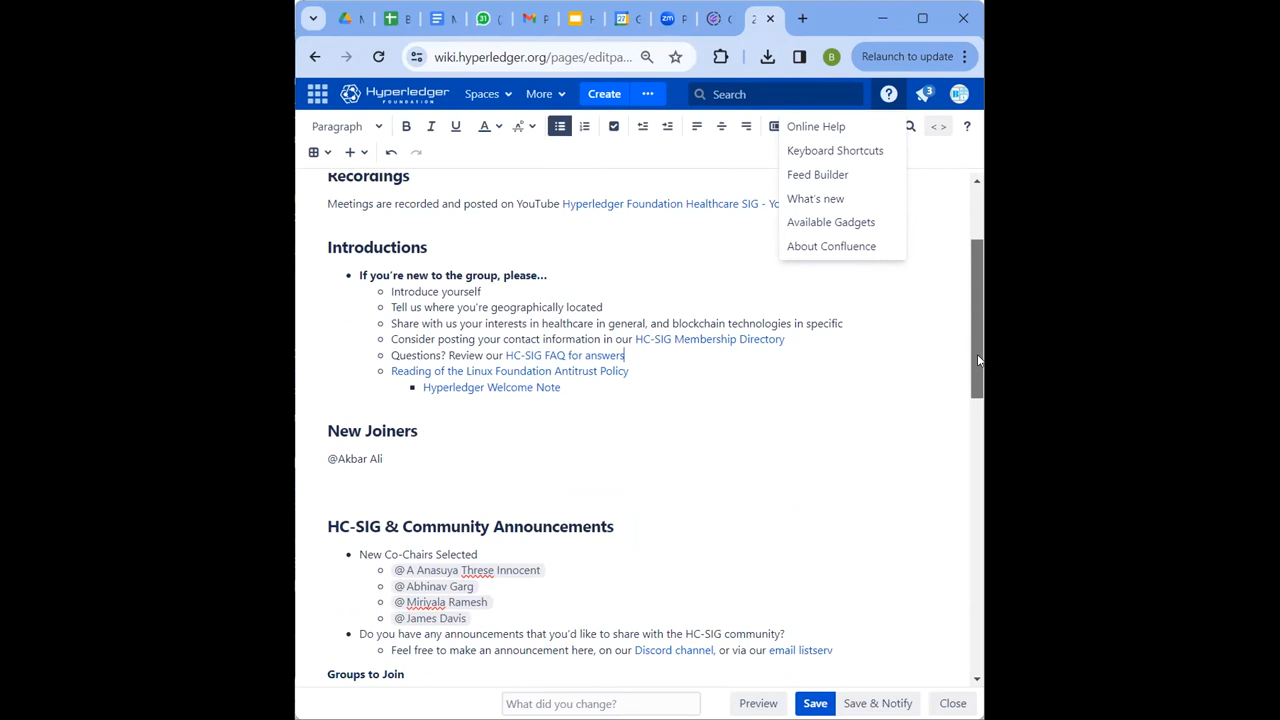 wiki.hyperledger.org/pages/editpa...
B
Relaunch to update
Hyperledger
FOUNDATION
Spaces
More
Create
...
Search
3
Paragraph
B I U A
< > ?
Online Help
Keyboard Shortcuts
Feed Builder
What's new
Available Gadgets
About Confluence
Recordings
Meetings are recorded and posted on YouTube Hyperledger Foundation Healthcare SIG - Yo
Introductions
If you're new to the group, please...
Introduce yourself
Tell us where you're geographically located
Share with us your interests in healthcare in general, and blockchain technologies in specific
Consider posting your contact information in our HC-SIG Membership Directory
Questions? Review our HC-SIG FAQ for answers
Reading of the Linux Foundation Antitrust Policy
Hyperledger Welcome Note
New Joiners
@Akbar Ali
HC-SIG & Community Announcements
New Co-Chairs Selected
@A Anasuya Threse Innocent
@Abhinav Garg
@Miriyala Ramesh
@James Davis
Do you have any announcements that you'd like to share with the HC-SIG community?
Feel free to make an announcement here, on our Discord channel, or via our email listserv
Groups to Join
What did you change?
Preview
Save
Save & Notify
Close